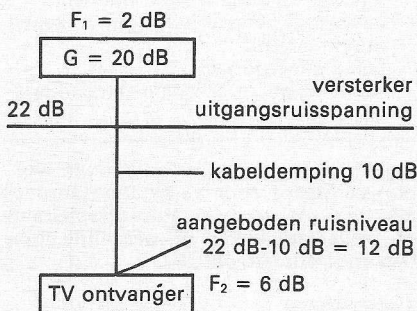 F₁ = 2 dB
G = 20 dB
versterker
22 dB
uitgangsruisspanning
kabeldemping 10 dB
aangeboden ruisniveau
22 dB-10 dB = 12 dB
TV ontvanger
F₂ = 6 dB